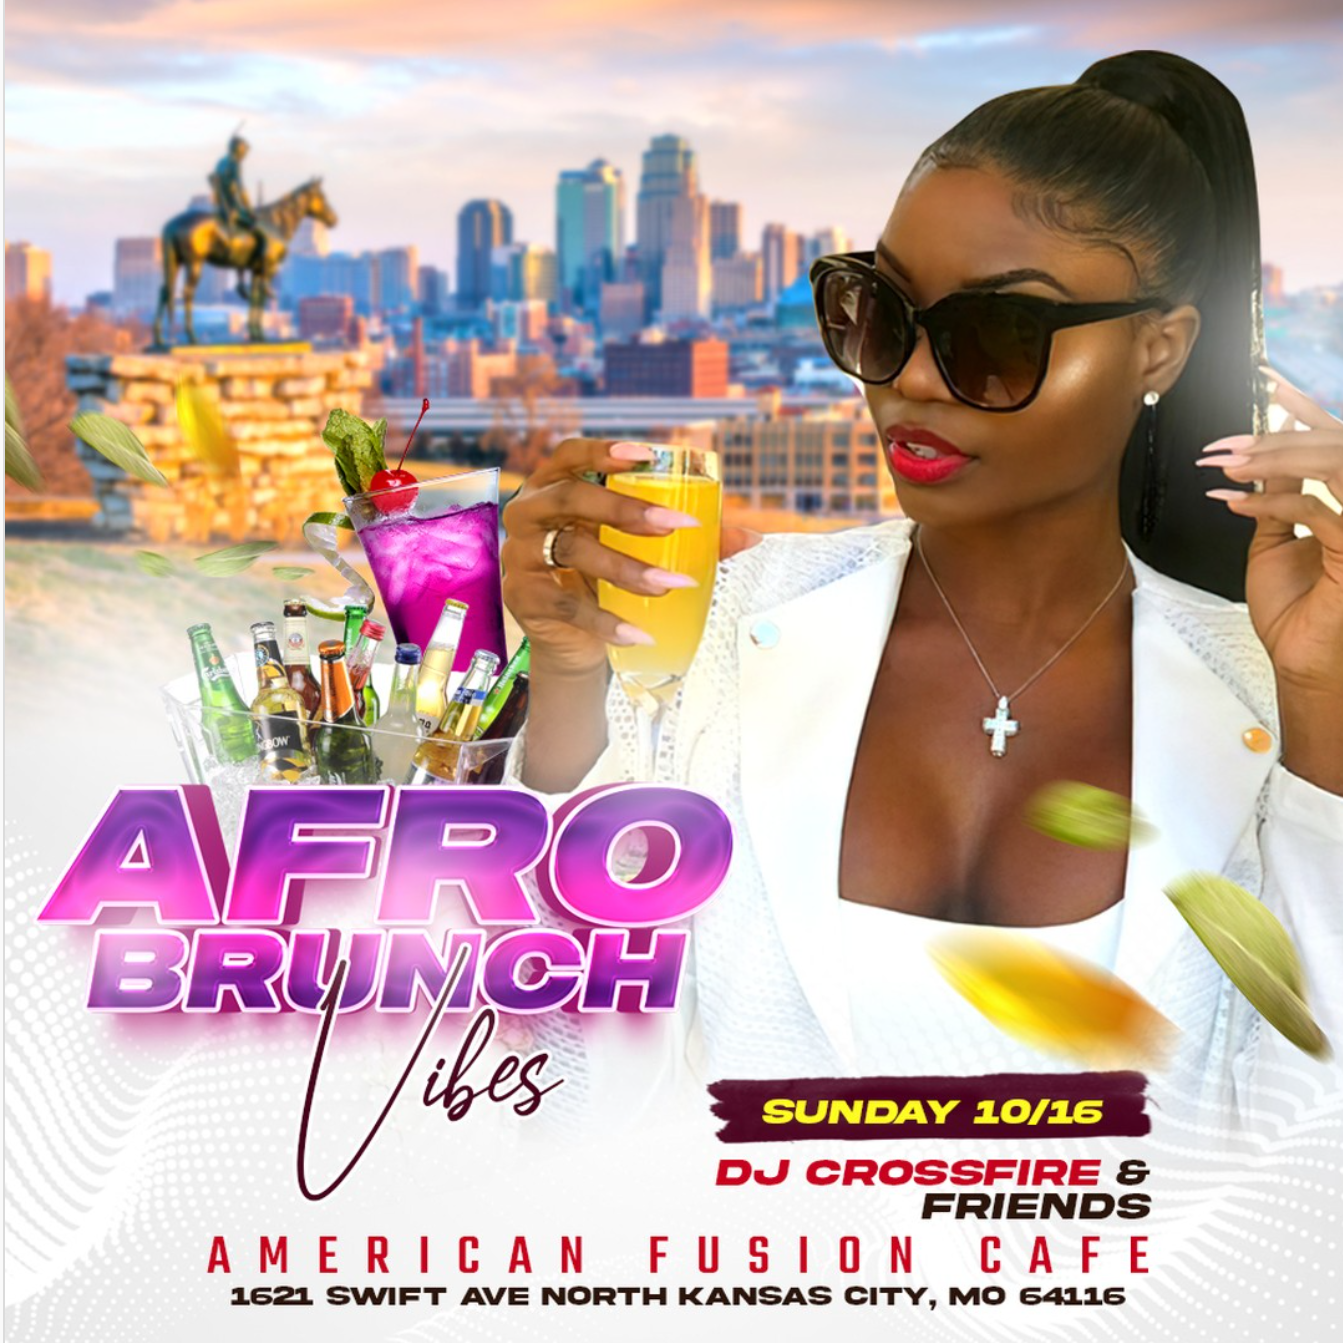 AFRO
BRUNCH
Vibes
SUNDAY 10/16
DJ CROSSFIRE &
FRIENDS
AMERICAN FUSION CAFE
1621 SWIFT AVE NORTH KANSAS CITY, MO 64116